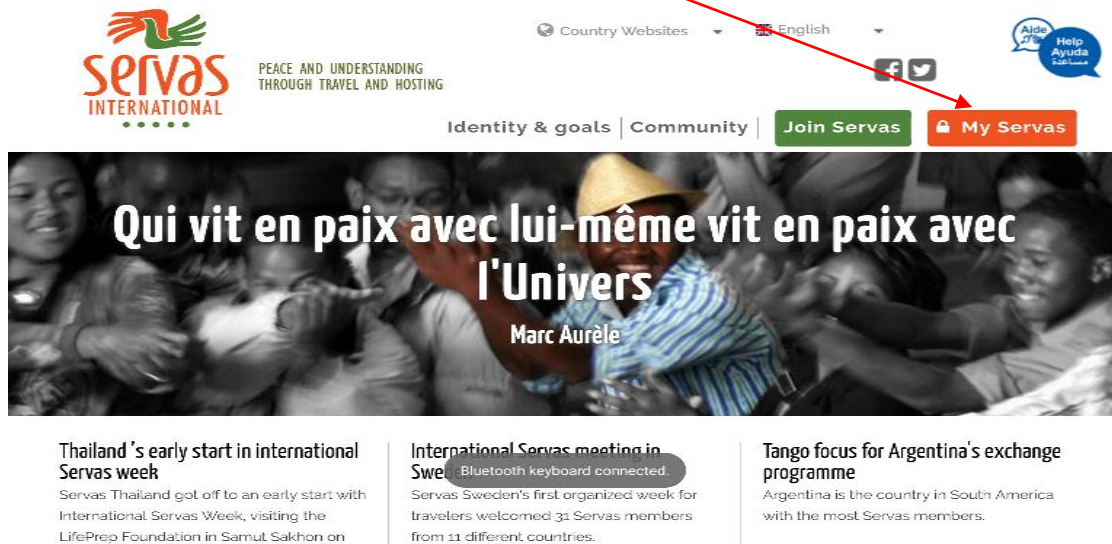 Country Websites
English
Aide
Help
Ayuda
مساعدة
servas
INTERNATIONAL
PEACE AND UNDERSTANDING
THROUGH TRAVEL AND HOSTING
Identity & goals
Community
Join Servas
My Servas
Qui vit en paix avec lui-même vit en paix avec
l'Univers
Marc Aurèle
Thailand 's early start in international
Servas week
Servas Thailand got off to an early start with
International Servas Week, visiting the
LifePrep Foundation in Samut Sakhon on
International Servas meeting in
Bluetooth keyboard connected.
Servas Sweden's first organized week for
travelers welcomed 31 Servas members
from 11 different countries.
Tango focus for Argentina's exchange
programme
Argentina is the country in South America
with the most Servas members.